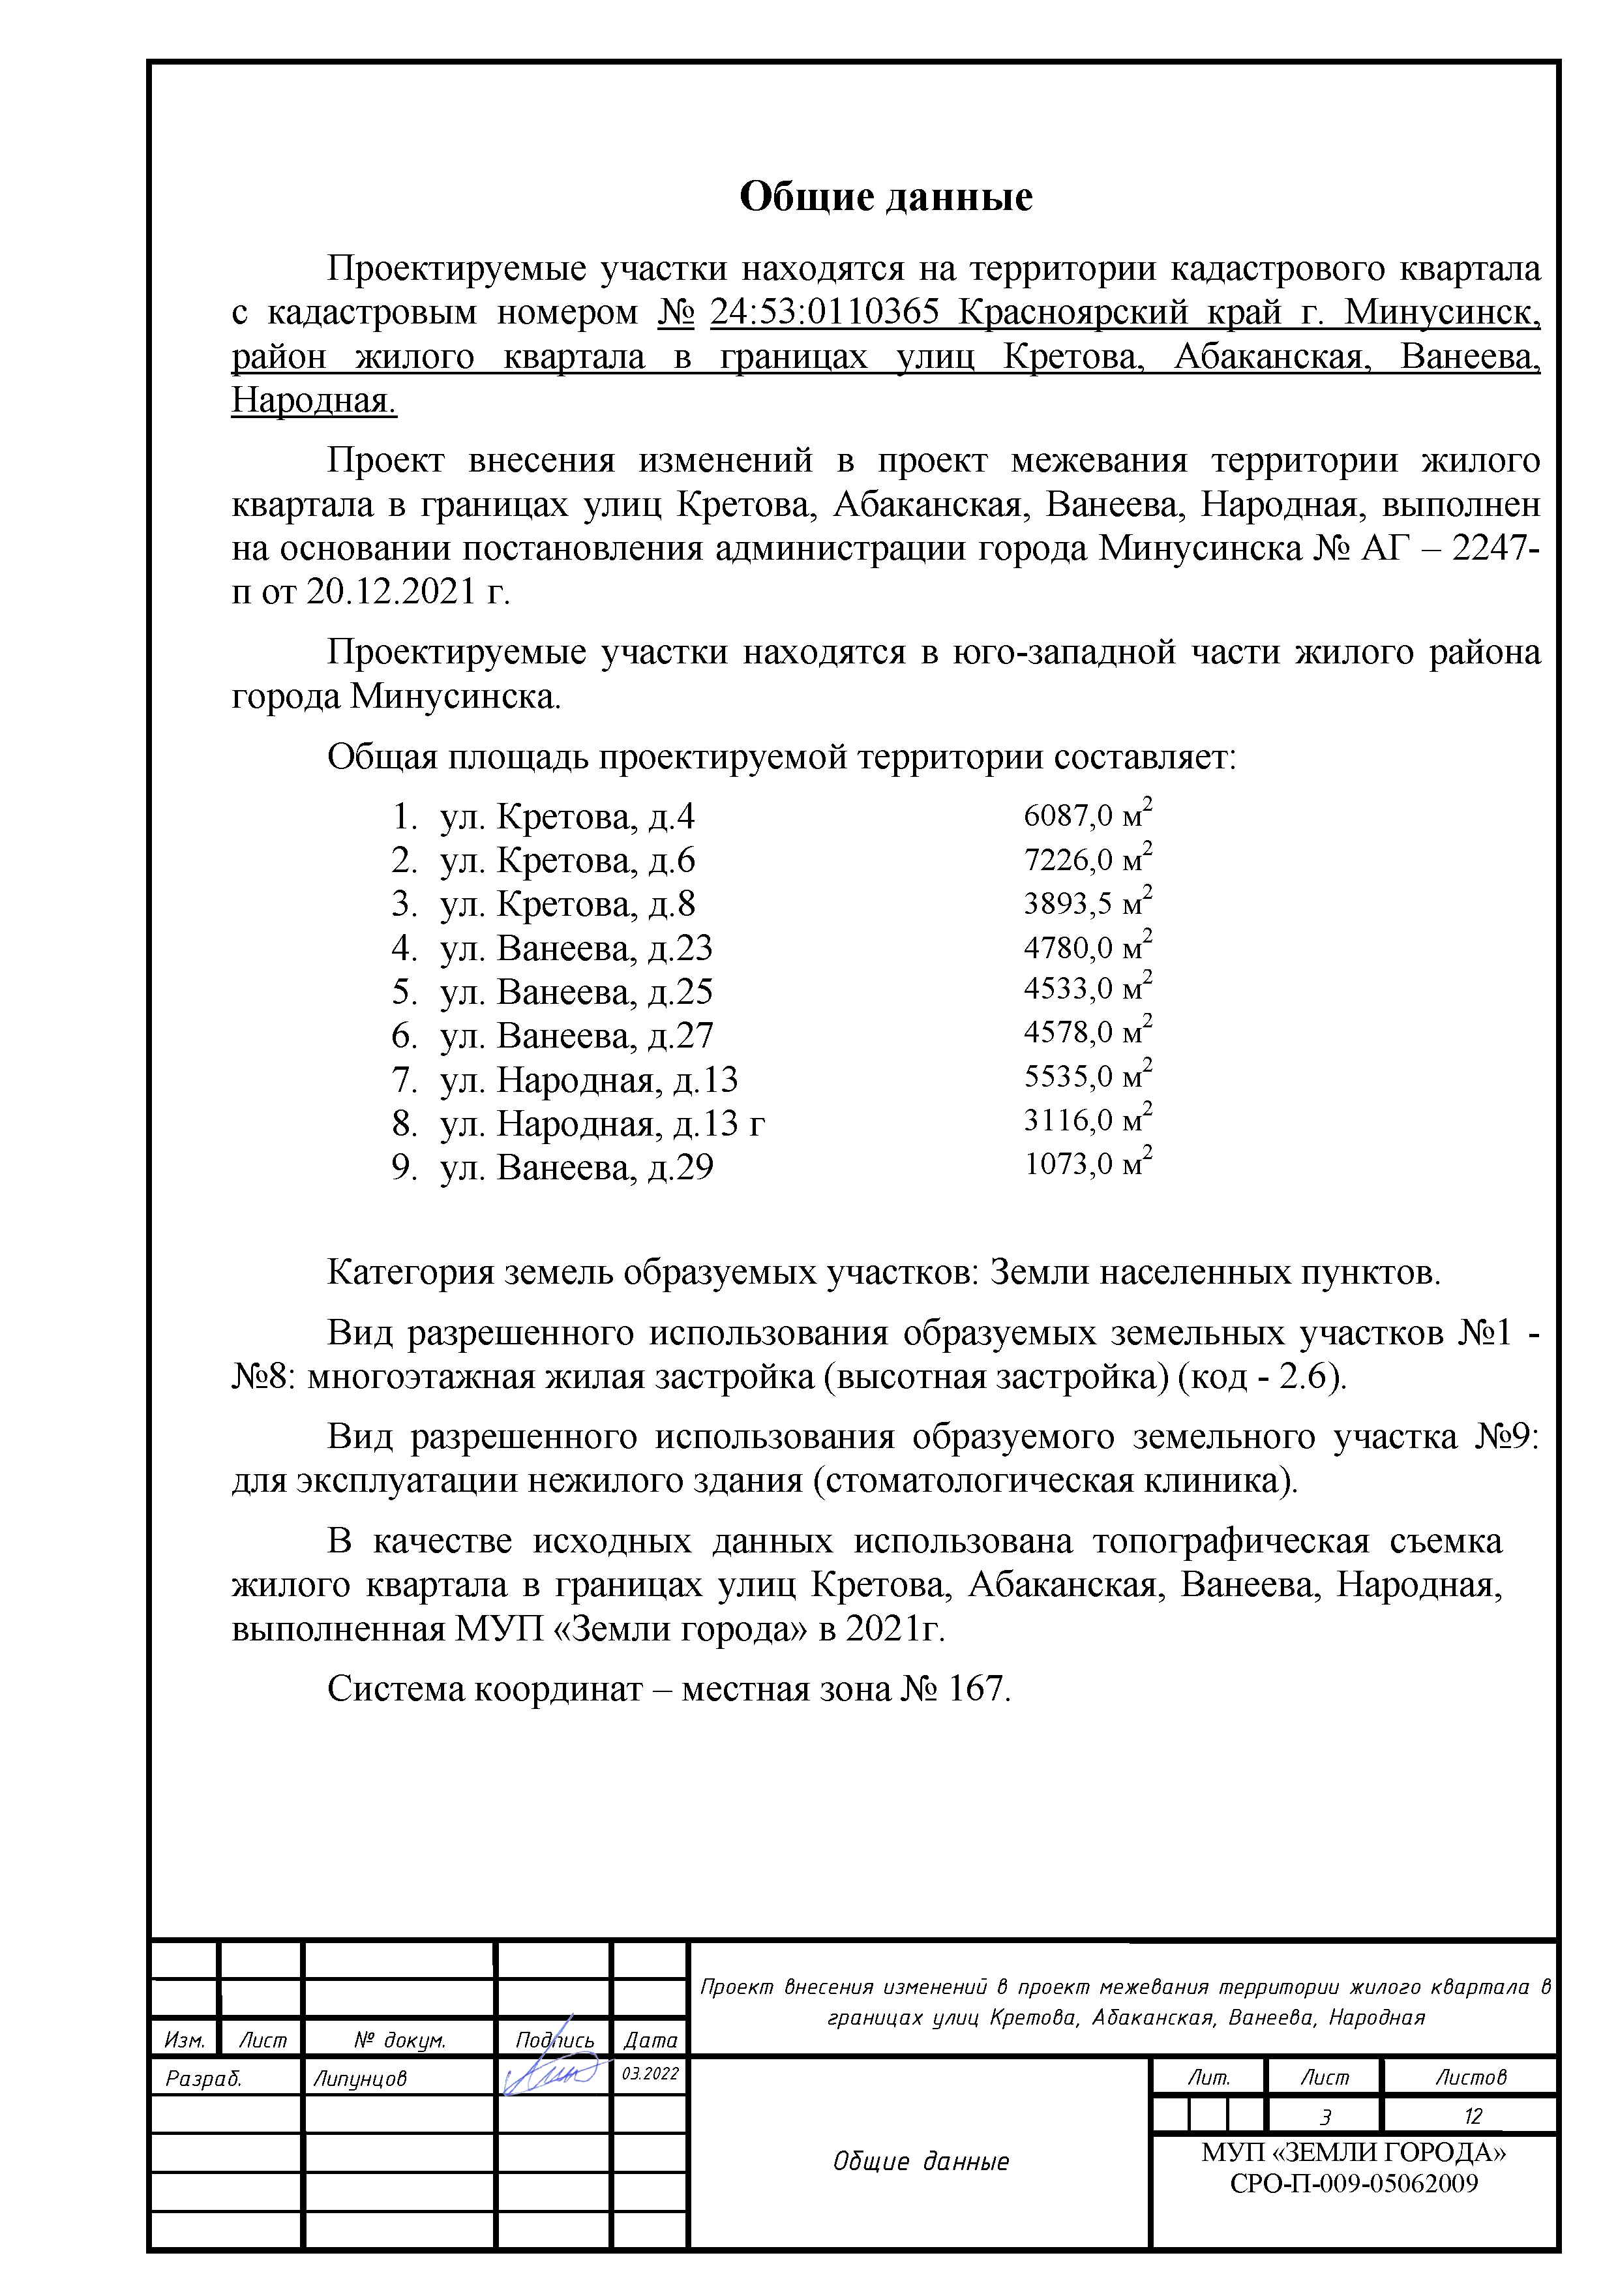 Общие данные
Проектируемые участки находятся на территории кадастрового квартала
с кадастровым номером № 24:53:0110365 Красноярский край г. Минусинск,
район жилого квартала в границах улиц Кретова, Абаканская, Ванеева,
Народная.
Проект внесения изменений в проект межевания территории жилого
квартала в границах улиц Кретова, Абаканская, Ванеева, Народная, выполнен
на основании постановления администрации города Минусинска № АГ – 2247-
п от 20.12.2021 г.
Проектируемые участки находятся в юго-западной части жилого района
города Минусинска.
Общая площадь проектируемой территории составляет:
1. ул. Кретова, д.4 6087,0 м²
2. ул. Кретова, д.6 7226,0 м²
3. ул. Кретова, д.8 3893,5 м²
4. ул. Ванеева, д.23 4780,0 м²
5. ул. Ванеева, д.25 4533,0 м²
6. ул. Ванеева, д.27 4578,0 м²
7. ул. Народная, д.13 5535,0 м²
8. ул. Народная, д.13 г 3116,0 м²
9. ул. Ванеева, д.29 1073,0 м²
Категория земель образуемых участков: Земли населенных пунктов.
Вид разрешенного использования образуемых земельных участков №1 -
№8: многоэтажная жилая застройка (высотная застройка) (код - 2.6).
Вид разрешенного использования образуемого земельного участка №9:
для эксплуатации нежилого здания (стоматологическая клиника).
В качестве исходных данных использована топографическая съемка
жилого квартала в границах улиц Кретова, Абаканская, Ванеева, Народная,
выполненная МУП «Земли города» в 2021г.
Система координат – местная зона № 167.
Проект внесения изменений в проект межевания территории жилого квартала в
границах улиц Кретова, Абаканская, Ванеева, Народная
Изм. Лист № докум. Подпись Дата
Разраб. Липунцов 03.2022
Лит. Лист Листов
3 12
Общие данные
МУП «ЗЕМЛИ ГОРОДА»
СРО-П-009-05062009